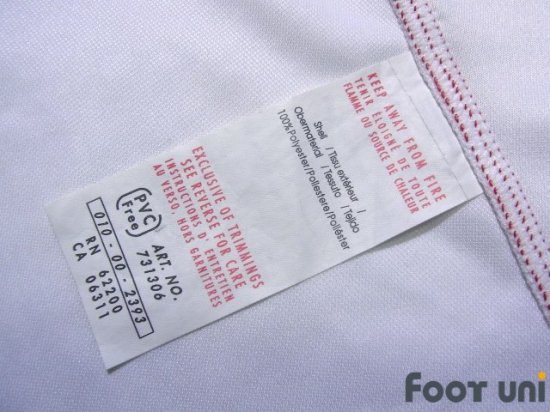 KEEP AWAY FROM FIRE
TENIR ÉLOIGNÉ DE TOUTE
FLAMME OU SOURCE DE CHALEUR
Shell / Tissu extérieur /
Obermaterial / Tessuto / Tejido
100%Polyester/Poliestere/Poliéster
EXCLUSIVE OF TRIMMINGS
SEE REVERSE FOR CARE
INSTRUCTIONS D' ENTRETIEN
AU VERSO, HORS GARNITURES
PVC
Free
ART. NO.
731306
010-00-2393
RN 62200
CA 06311
FOOT UNI